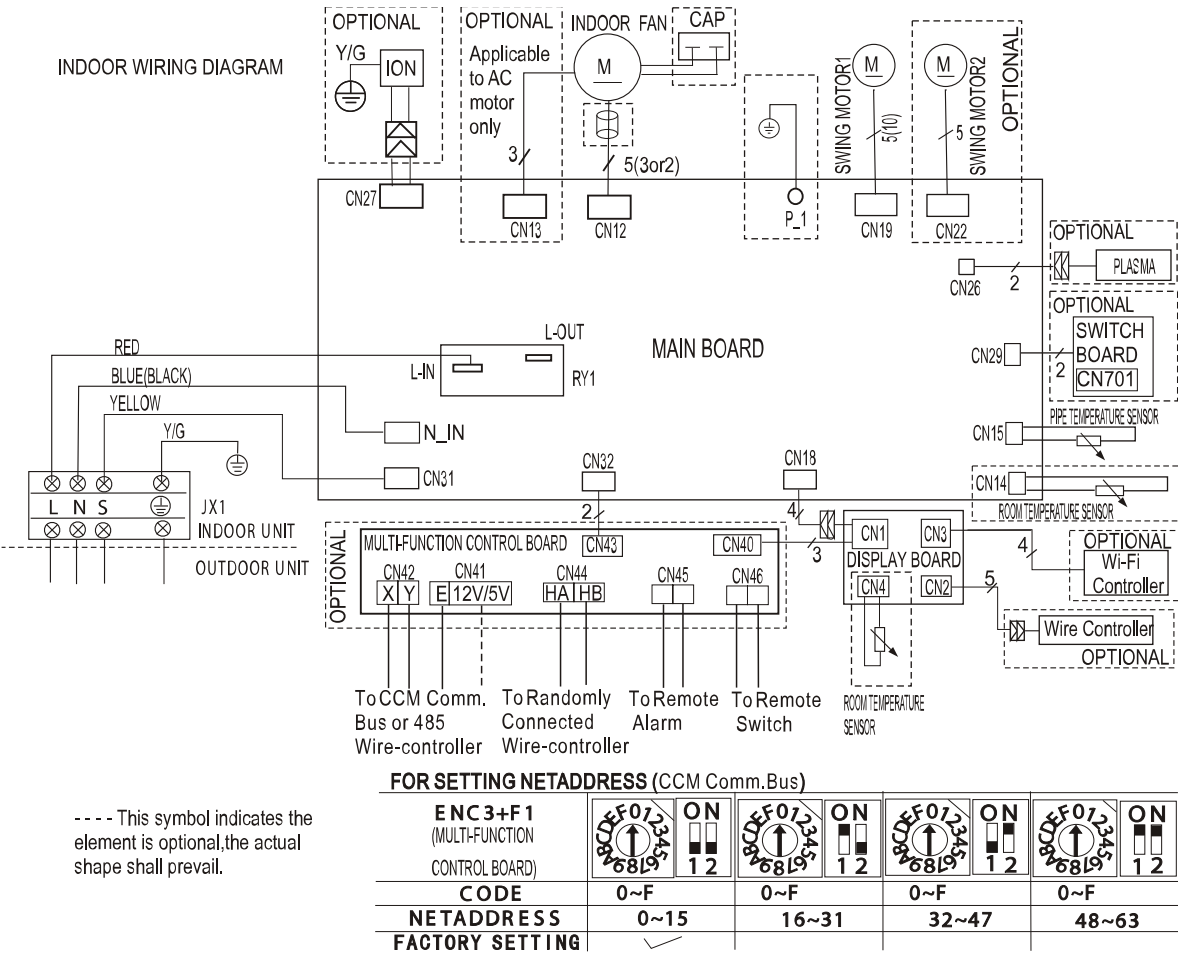 INDOOR WIRING DIAGRAM
OPTIONAL
Y/G
ION
CN27
OPTIONAL
Applicable
to AC
motor
only
3
CN13
INDOOR FAN
M
CAP
5(3or2)
CN12
P_1
SWING MOTOR1
M
5(10)
CN19
M
SWING MOTOR2
5
OPTIONAL
CN22
CN26
2
OPTIONAL
PLASMA
OPTIONAL
SWITCH
BOARD
CN701
CN29
2
PIPE TEMPERATURE SENSOR
CN15
CN14
ROOM TEMPERATURE SENSOR
MAIN BOARD
L-OUT
L-IN
RY1
RED
BLUE(BLACK)
YELLOW
Y/G
N_IN
CN31
L N S
JX1
INDOOR UNIT
OUTDOOR UNIT
CN32
2
CN18
4
OPTIONAL
MULTI-FUNCTION CONTROL BOARD
CN43
CN40
3
CN42
X Y
CN41
E 12V/5V
CN44
HA HB
CN45
CN46
CN1
CN3
DISPLAY BOARD
CN4
CN2
4
OPTIONAL
Wi-Fi
Controller
5
Wire Controller
OPTIONAL
ROOM TEMPERATURE
SENSOR
To CCM Comm.
Bus or 485
Wire-controller
To Randomly
Connected
Wire-controller
To Remote
Alarm
To Remote
Switch
- - - - This symbol indicates the
element is optional,the actual
shape shall prevail.
FOR SETTING NETADDRESS (CCM Comm.Bus)
ENC3+F1
(MULTI-FUNCTION
CONTROL BOARD)
0123456789ABCDEF ON 1 2
0123456789ABCDEF ON 1 2
0123456789ABCDEF ON 1 2
0123456789ABCDEF ON 1 2
CODE 0~F 0~F 0~F 0~F
NETADDRESS 0~15 16~31 32~47 48~63
FACTORY SETTING